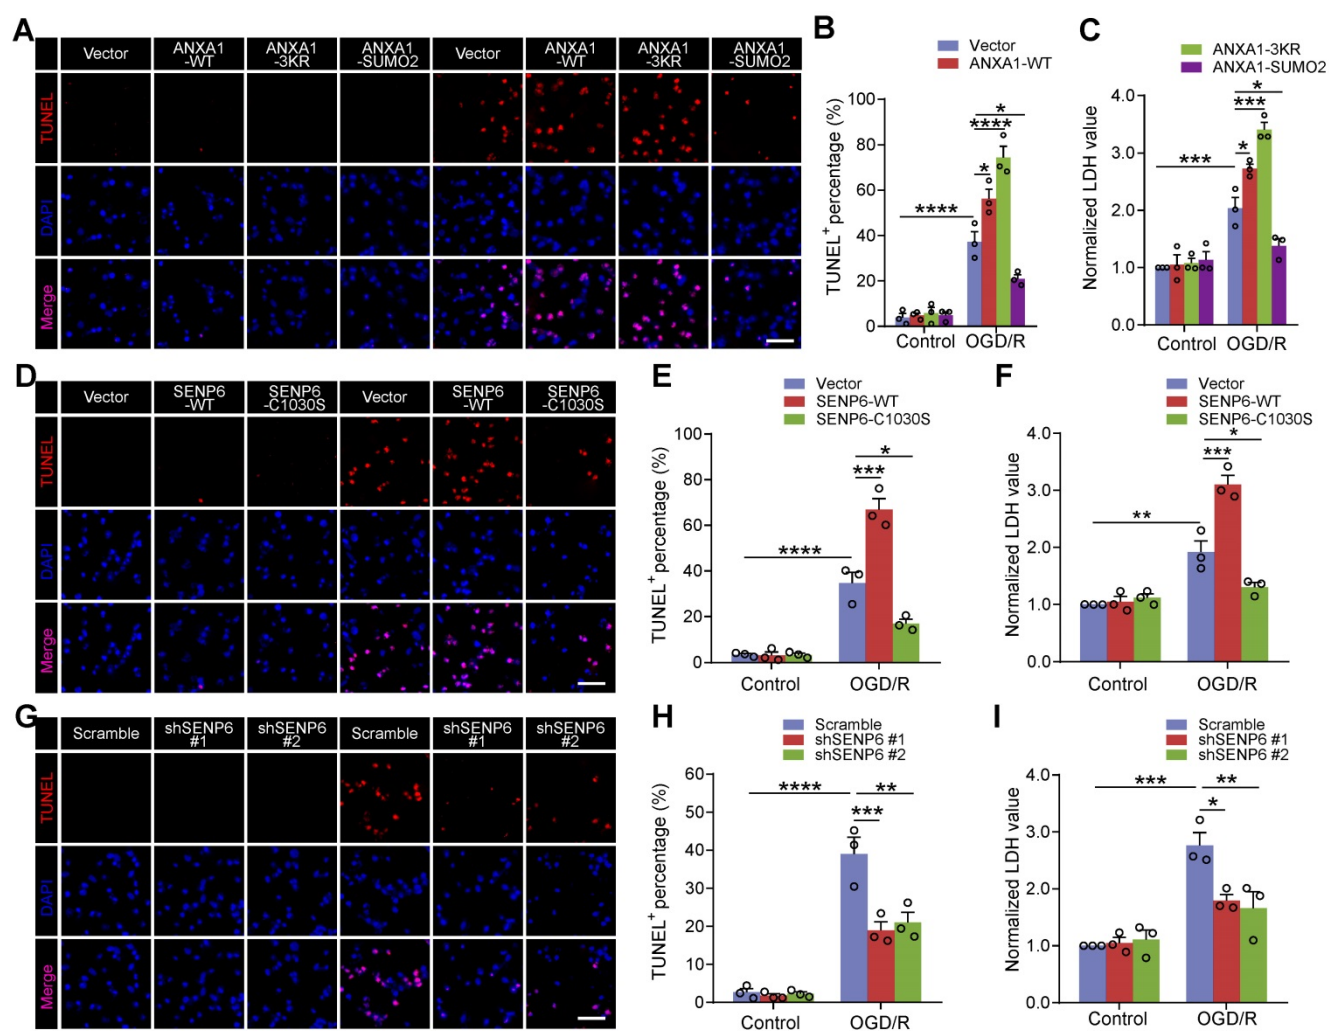 A
Vector
ANXA1
-WT
ANXA1
-3KR
ANXA1
-SUMO2
Vector
ANXA1
-WT
ANXA1
-3KR
ANXA1
-SUMO2
TUNEL
DAPI
Merge
B
Vector
ANXA1-WT
TUNEL+ percentage (%)
100
80
60
40
20
0
****
*
****
*
Control
OGD/R
C
ANXA1-3KR
ANXA1-SUMO2
Normalized LDH value
4.0
3.0
2.0
1.0
4.0
***
*
***
*
Control
OGD/R
D
Vector
SENP6
-WT
SENP6
-C1030S
Vector
SENP6
-WT
SENP6
-C1030S
TUNEL
DAPI
Merge
E
Vector
SENP6-WT
SENP6-C1030S
TUNEL+ percentage (%)
100
80
60
40
20
0
****
***
*
Control
OGD/R
F
Vector
SENP6-WT
SENP6-C1030S
Normalized LDH value
4.0
3.0
2.0
1.0
0.0
**
***
*
Control
OGD/R
G
Scramble
shSENP6
#1
shSENP6
#2
Scramble
shSENP6
#1
shSENP6
#2
TUNEL
DAPI
Merge
H
Scramble
shSENP6 #1
shSENP6 #2
TUNEL+ percentage (%)
60
50
40
30
20
10
0
****
***
**
Control
OGD/R
I
Scramble
shSENP6 #1
shSENP6 #2
Normalized LDH value
4.0
3.0
2.0
1.0
0.0
***
*
**
Control
OGD/R